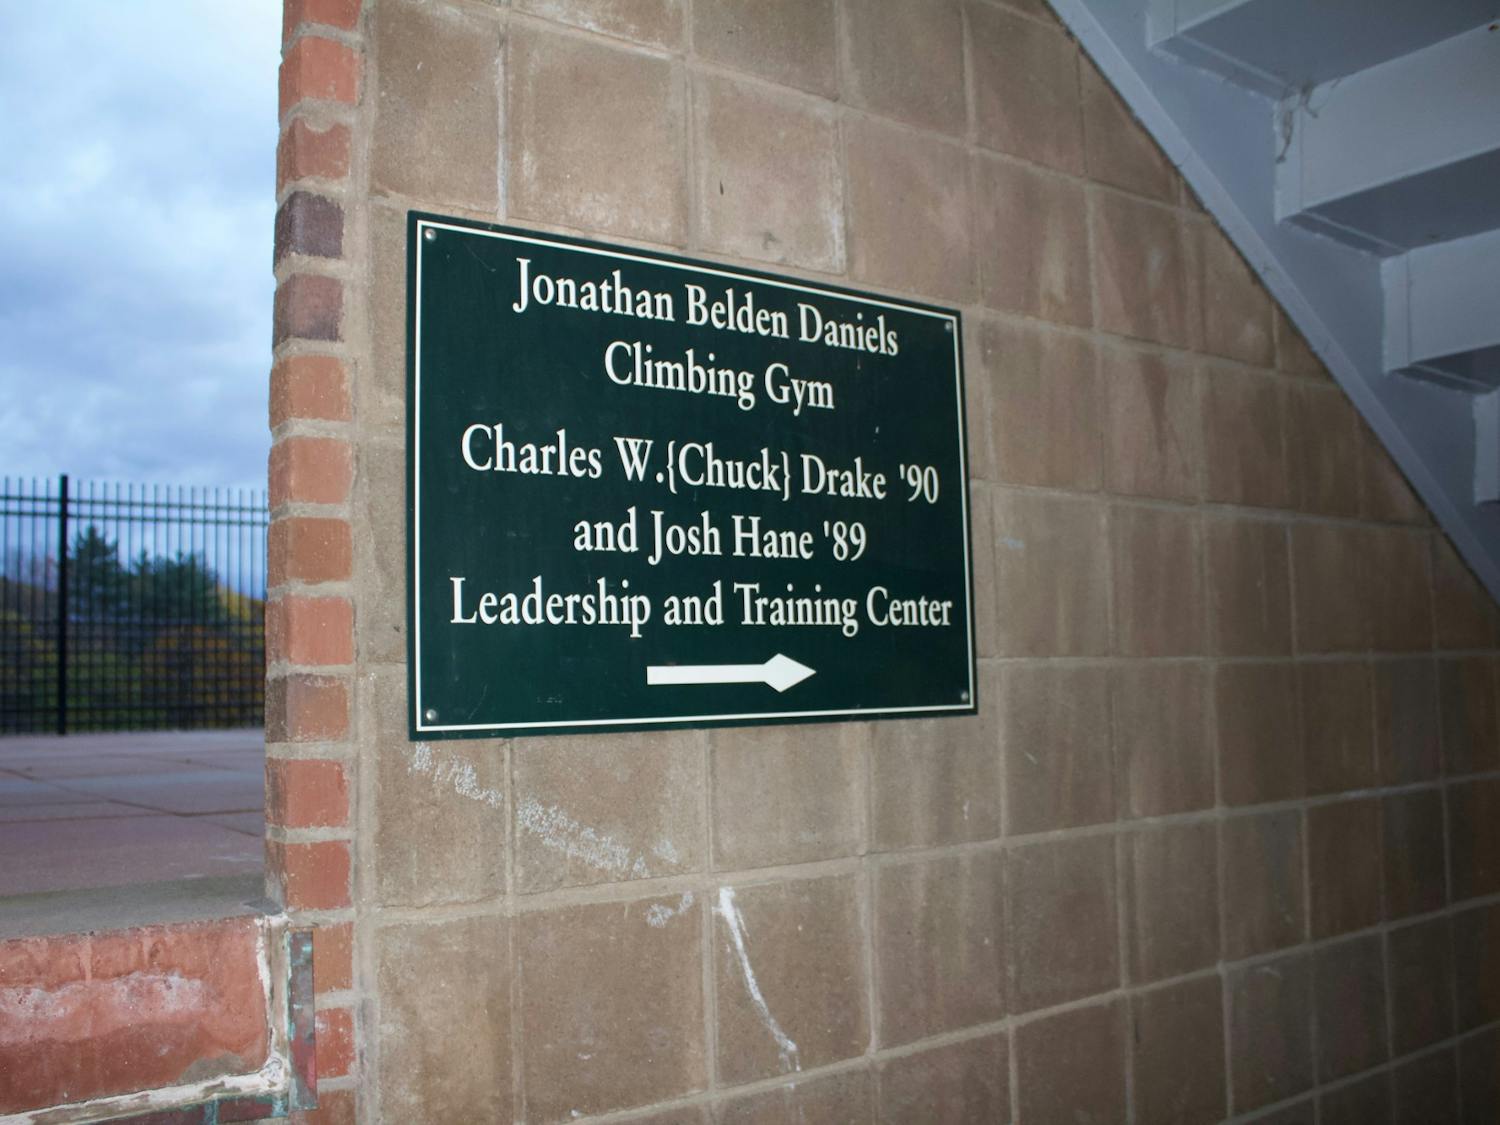 Jonathan Belden Daniels
Climbing Gym
Charles W.{Chuck} Drake '90
and Josh Hane '89
Leadership and Training Center